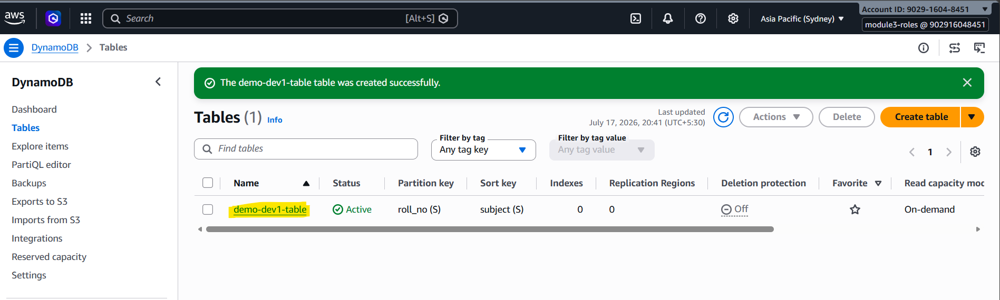 aws
Search
[Alt+S]
Asia Pacific (Sydney)
Account ID: 9029-1604-8451
module3-roles @ 902916048451
DynamoDB
Tables
DynamoDB
Dashboard
Tables
Explore items
PartiQL editor
Backups
Exports to S3
Imports from S3
Integrations
Reserved capacity
Settings
The demo-dev1-table table was created successfully.
Tables (1) Info
Last updated
July 17, 2026, 20:41 (UTC+5:30)
Actions
Delete
Create table
Find tables
Filter by tag
Any tag key
Filter by tag value
Any tag value
1
Name Status Partition key Sort key Indexes Replication Regions Deletion protection Favorite Read capacity mod
demo-dev1-table Active roll_no (S) subject (S) 0 0 Off On-demand